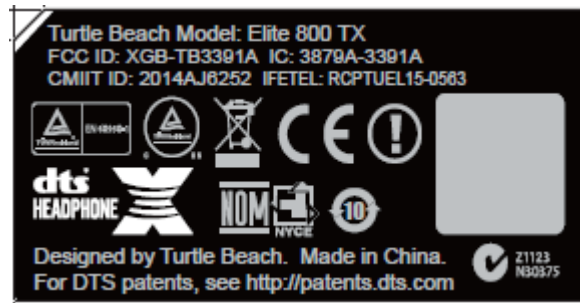 Turtle Beach Model: Elite 800 TX
FCC ID: XGB-TB3391A IC: 3879A-3391A
CMIIT ID: 2014AJ6252 IFETEL: RCPTUEL15-0563
dts
HEADPHONE X
NOM NYCE 10
Designed by Turtle Beach. Made in China.
For DTS patents, see http://patents.dts.com
Z1123
N30375